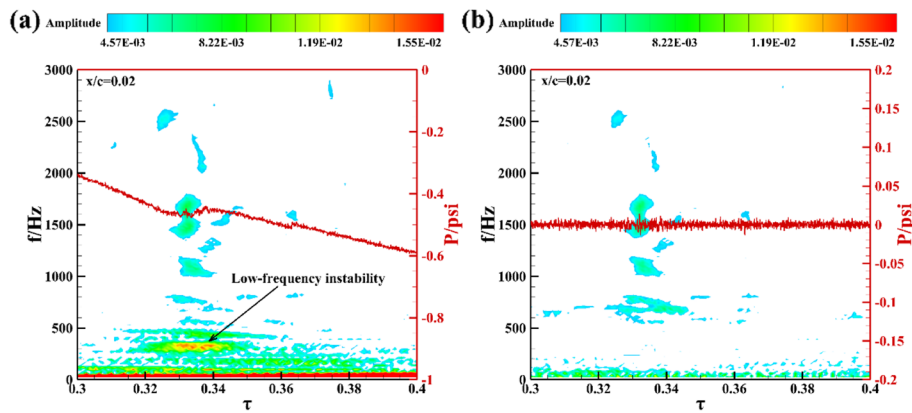 (a) Amplitude
4.57E-03 8.22E-03 1.19E-02 1.55E-02
x/c=0.02
3000
2500
2000
1500
1000
500
0
f/Hz
0
-0.2
-0.4
-0.6
-0.8
-1
P/psi
Low-frequency instability
0.3 0.32 0.34 0.36 0.38 0.4
τ
(b) Amplitude
4.57E-03 8.22E-03 1.19E-02 1.55E-02
x/c=0.02
3000
2500
2000
1500
1000
500
0
f/Hz
0.2
0.15
0.1
0.05
0
-0.05
-0.1
-0.15
-0.2
P/psi
0.3 0.32 0.34 0.36 0.38 0.4
τ